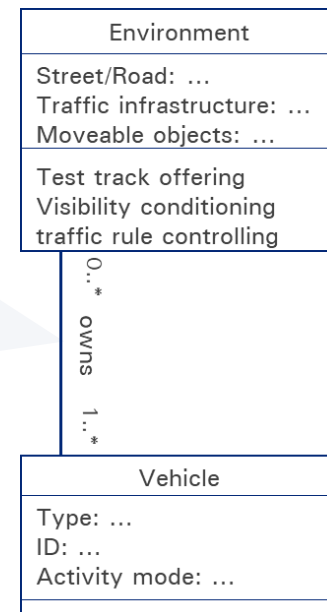 Environment
Street/Road: …
Traffic infrastructure: …
Moveable objects: …
Test track offering
Visibility conditioning
traffic rule controlling
0..* owns 1..*
Vehicle
Type: …
ID: …
Activity mode: …